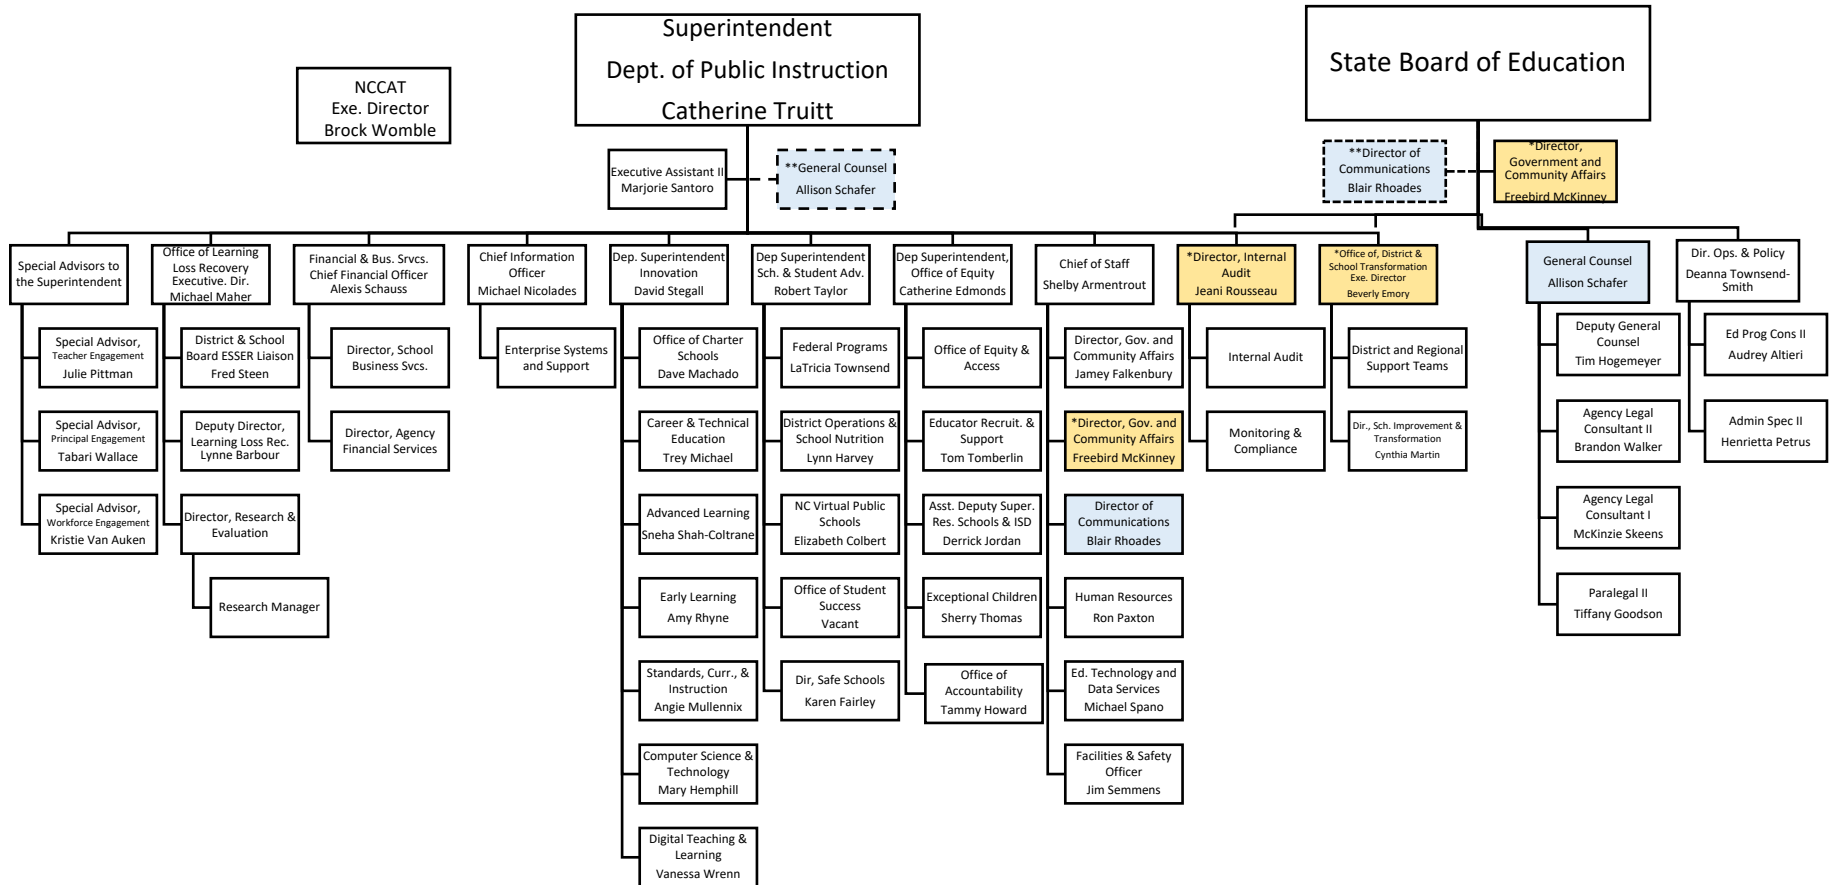 Superintendent
Dept. of Public Instruction
Catherine Truitt
State Board of Education
NCCAT
Exe. Director
Brock Womble
Executive Assistant II
Marjorie Santoro
**General Counsel
Allison Schafer
**Director of
Communications
Blair Rhoades
*Director,
Government and
Community Affairs
Freebird McKinney
Special Advisors to
the Superintendent
Office of Learning
Loss Recovery
Executive. Dir.
Michael Maher
Financial & Bus. Srvcs.
Chief Financial Officer
Alexis Schauss
Chief Information
Officer
Michael Nicolades
Dep. Superintendent
Innovation
David Stegall
Dep Superintendent
Sch. & Student Adv.
Robert Taylor
Dep Superintendent,
Office of Equity
Catherine Edmonds
Chief of Staff
Shelby Armentrout
*Director, Internal
Audit
Jeani Rousseau
*Office of, District &
School Transformation
Exe. Director
Beverly Emory
General Counsel
Allison Schafer
Dir. Ops. & Policy
Deanna Townsend-
Smith
Special Advisor,
Teacher Engagement
Julie Pittman
Special Advisor,
Principal Engagement
Tabari Wallace
Special Advisor,
Workforce Engagement
Kristie Van Auken
District & School
Board ESSER Liaison
Fred Steen
Deputy Director,
Learning Loss Rec.
Lynne Barbour
Director, Research &
Evaluation
Research Manager
Director, School
Business Svcs.
Director, Agency
Financial Services
Enterprise Systems
and Support
Office of Charter
Schools
Dave Machado
Career & Technical
Education
Trey Michael
Advanced Learning
Sneha Shah-Coltrane
Early Learning
Amy Rhyne
Standards, Curr., &
Instruction
Angie Mullennix
Computer Science &
Technology
Mary Hemphill
Digital Teaching &
Learning
Vanessa Wrenn
Federal Programs
LaTricia Townsend
District Operations &
School Nutrition
Lynn Harvey
NC Virtual Public
Schools
Elizabeth Colbert
Office of Student
Success
Vacant
Dir, Safe Schools
Karen Fairley
Office of Equity &
Access
Educator Recruit. &
Support
Tom Tomberlin
Asst. Deputy Super.
Res. Schools & ISD
Derrick Jordan
Exceptional Children
Sherry Thomas
Office of
Accountability
Tammy Howard
Director, Gov. and
Community Affairs
Jamey Falkenbury
*Director, Gov. and
Community Affairs
Freebird McKinney
Director of
Communications
Blair Rhoades
Human Resources
Ron Paxton
Ed. Technology and
Data Services
Michael Spano
Facilities & Safety
Officer
Jim Semmens
Internal Audit
Monitoring &
Compliance
District and Regional
Support Teams
Dir., Sch. Improvement &
Transformation
Cynthia Martin
Deputy General
Counsel
Tim Hogemeyer
Agency Legal
Consultant II
Brandon Walker
Agency Legal
Consultant I
McKinzie Skeens
Paralegal II
Tiffany Goodson
Ed Prog Cons II
Audrey Altieri
Admin Spec II
Henrietta Petrus